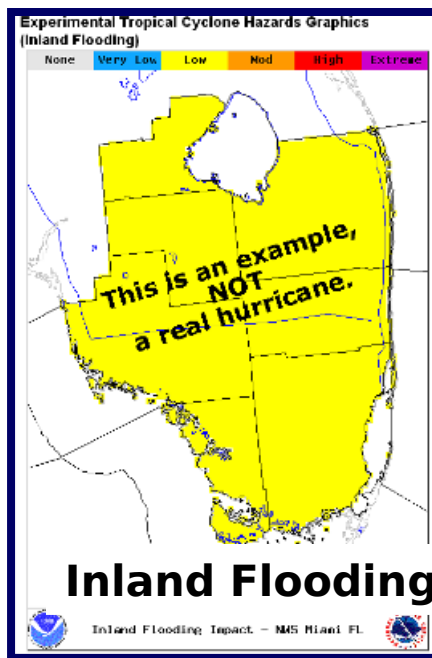 Experimental Tropical Cyclone Hazards Graphics
(Inland Flooding)
None Very Low Low Mod High Extreme
This is an example,
NOT
a real hurricane.
Inland Flooding
Inland Flooding Impact - NWS Miami FL